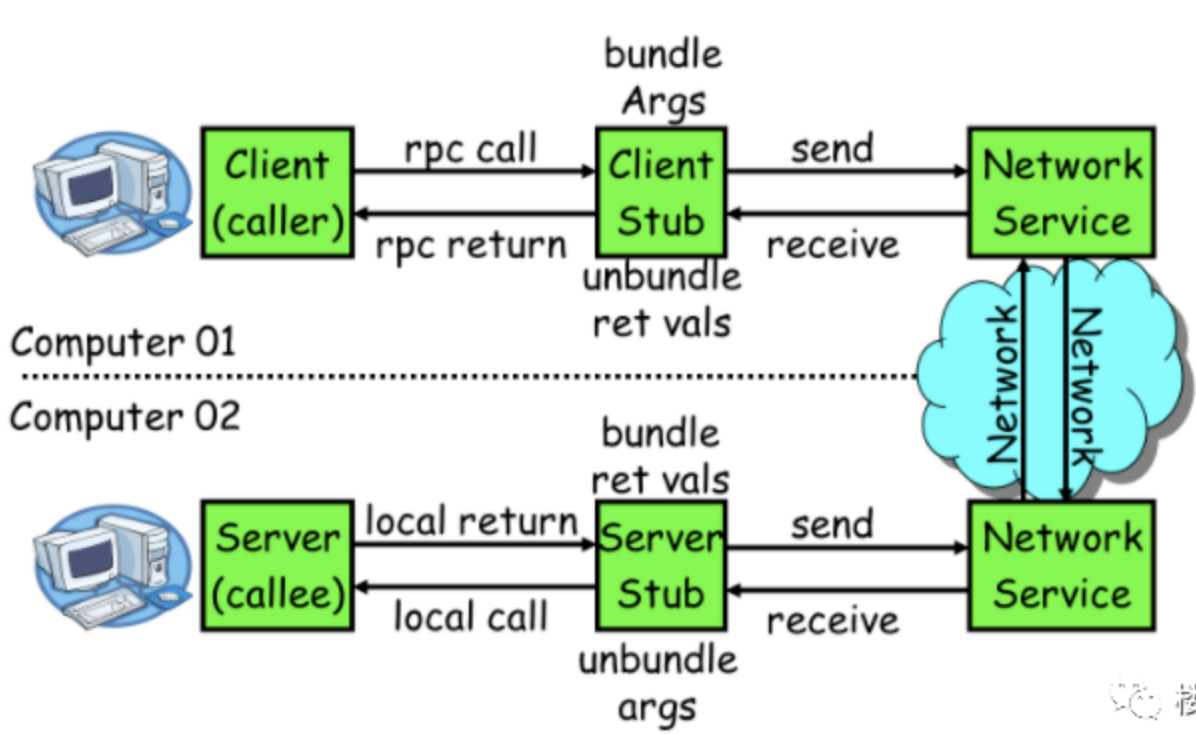 bundle
Args
Client
(caller)
rpc call
rpc return
Client
Stub
unbundle
ret vals
send
receive
Network
Service
Computer 01
Network
Network
Computer 02
bundle
ret vals
Server
(callee)
local return
local call
Server
Stub
unbundle
args
send
receive
Network
Service